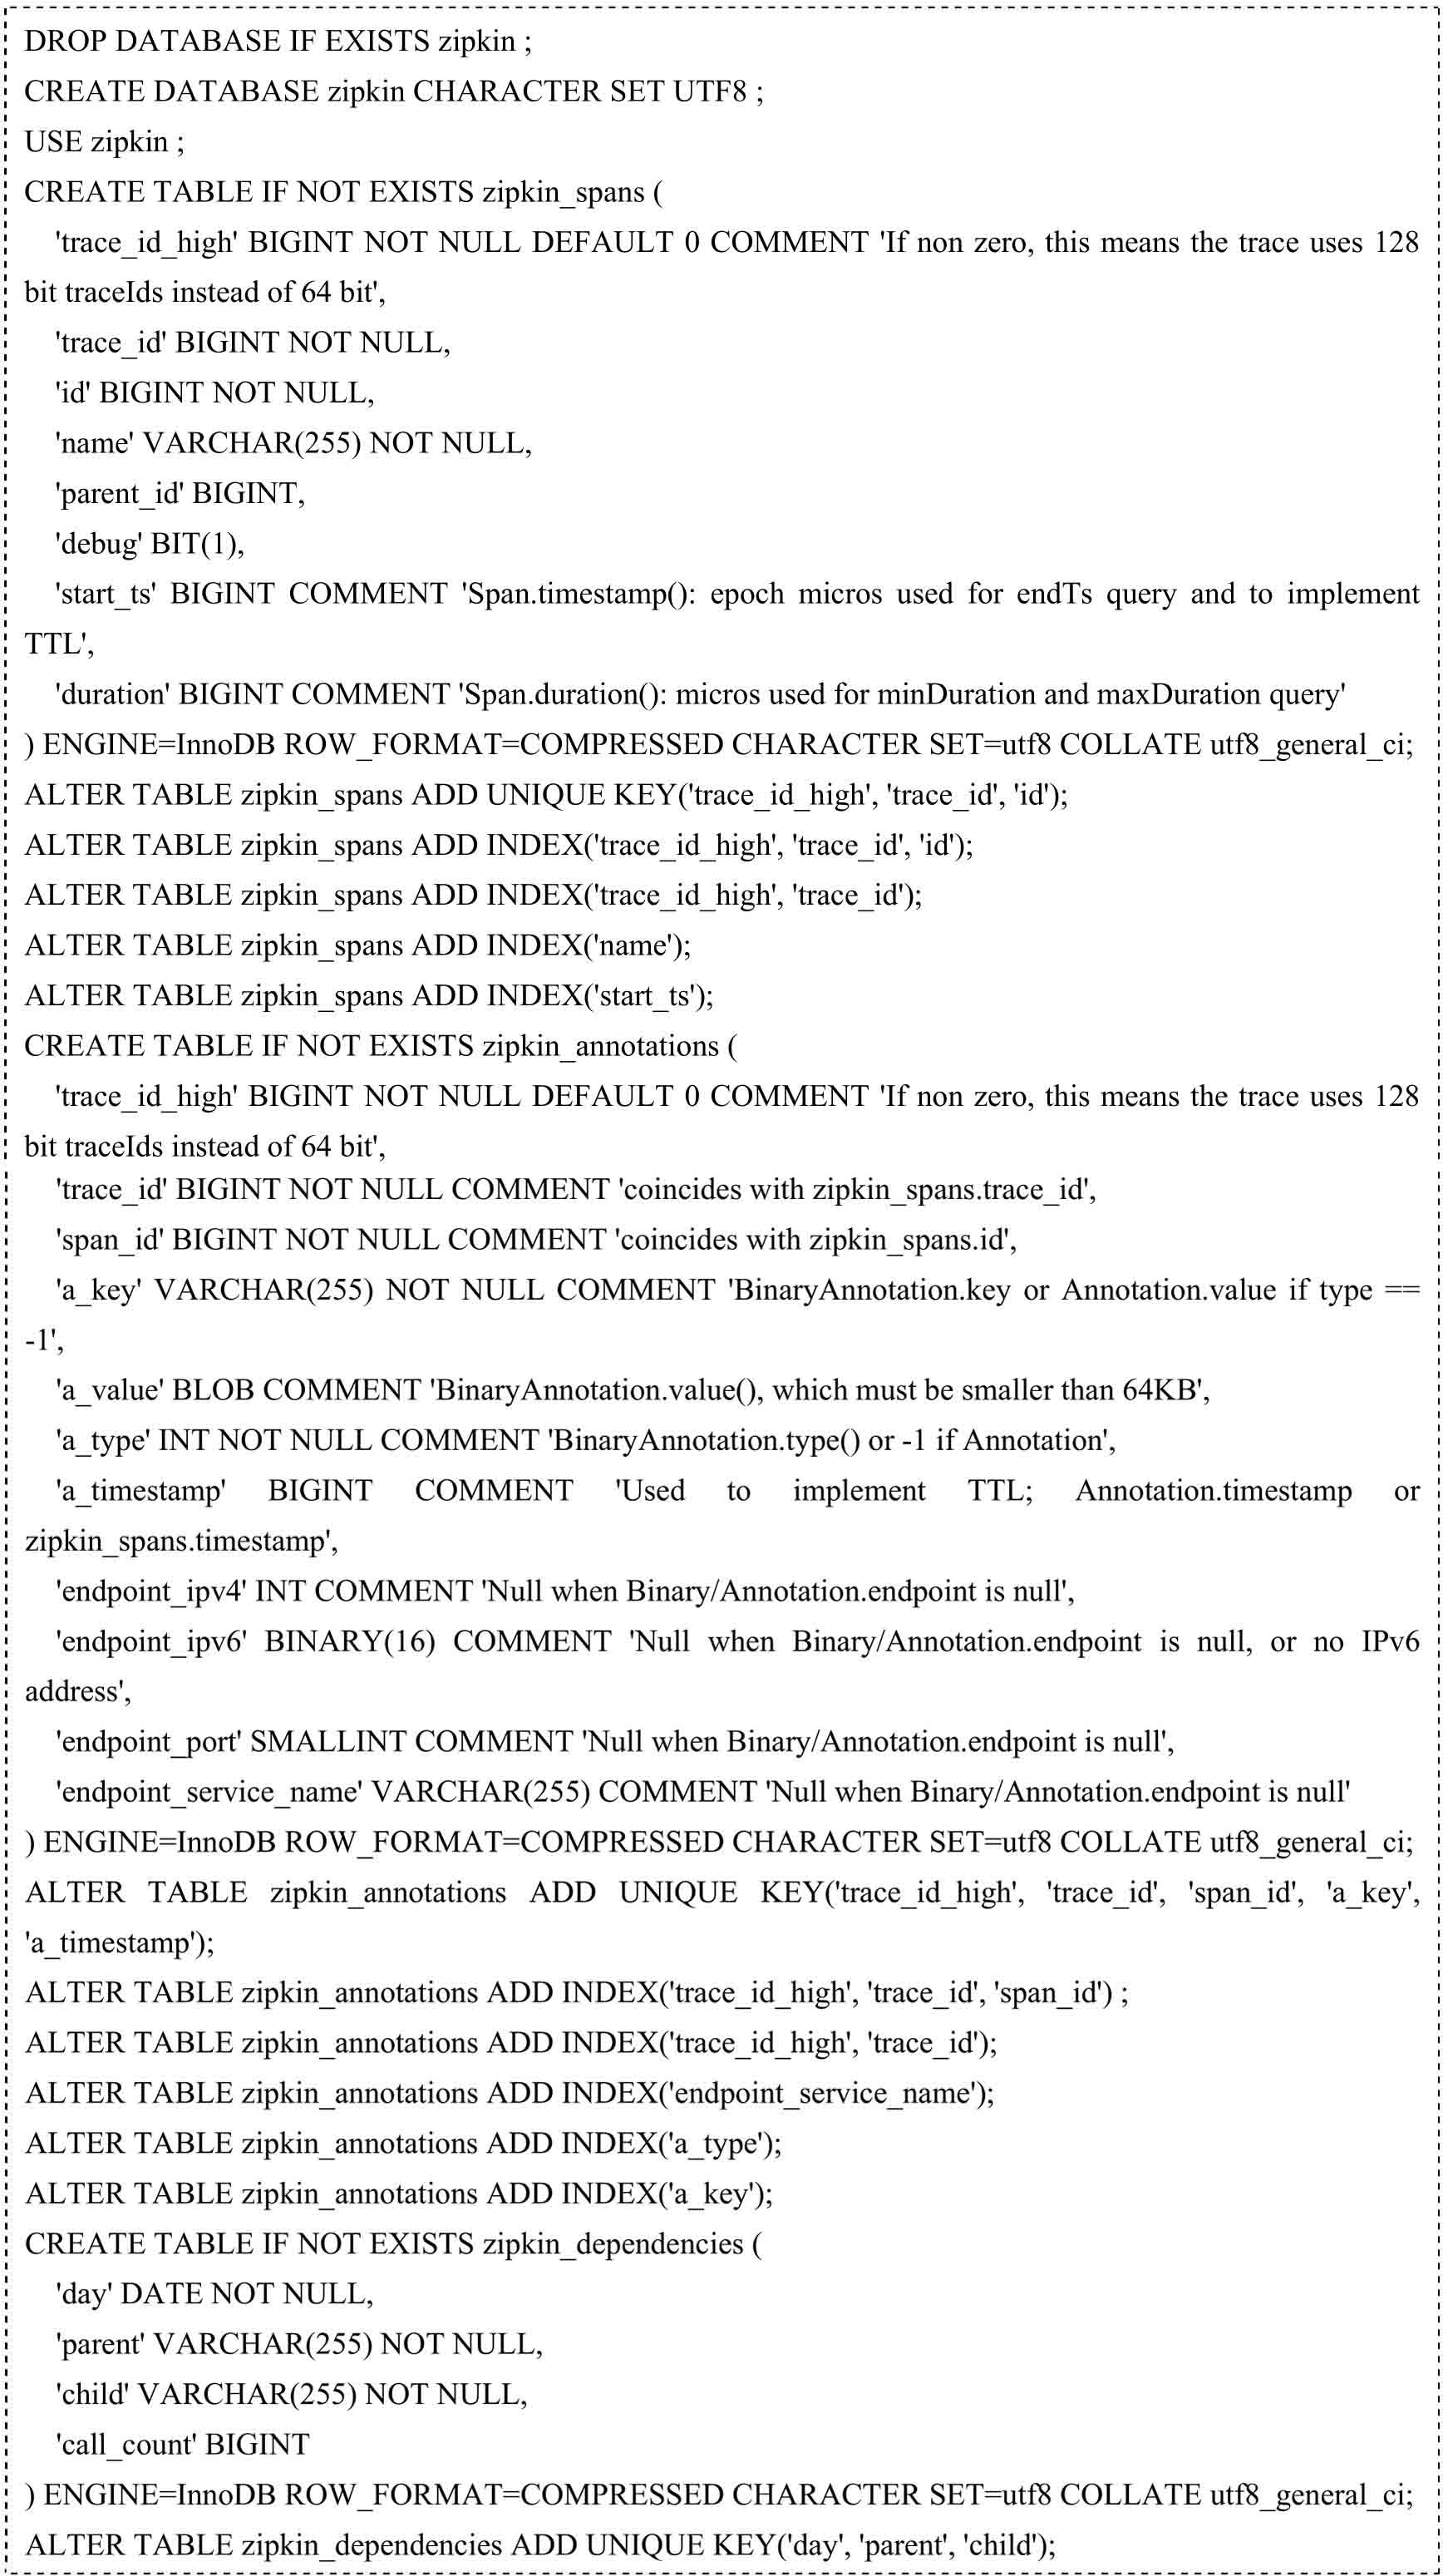 DROP DATABASE IF EXISTS zipkin ;
CREATE DATABASE zipkin CHARACTER SET UTF8 ;
USE zipkin ;
CREATE TABLE IF NOT EXISTS zipkin_spans (
'trace_id_high' BIGINT NOT NULL DEFAULT 0 COMMENT 'If non zero, this means the trace uses 128
bit traceIds instead of 64 bit',
'trace_id' BIGINT NOT NULL,
'id' BIGINT NOT NULL,
'name' VARCHAR(255) NOT NULL,
'parent_id' BIGINT,
'debug' BIT(1),
'start_ts' BIGINT COMMENT 'Span.timestamp(): epoch micros used for endTs query and to implement
TTL',
'duration' BIGINT COMMENT 'Span.duration(): micros used for minDuration and maxDuration query'
) ENGINE=InnoDB ROW_FORMAT=COMPRESSED CHARACTER SET=utf8 COLLATE utf8_general_ci;
ALTER TABLE zipkin_spans ADD UNIQUE KEY('trace_id_high', 'trace_id', 'id');
ALTER TABLE zipkin_spans ADD INDEX('trace_id_high', 'trace_id', 'id');
ALTER TABLE zipkin_spans ADD INDEX('trace_id_high', 'trace_id');
ALTER TABLE zipkin_spans ADD INDEX('name');
ALTER TABLE zipkin_spans ADD INDEX('start_ts');
CREATE TABLE IF NOT EXISTS zipkin_annotations (
'trace_id_high' BIGINT NOT NULL DEFAULT 0 COMMENT 'If non zero, this means the trace uses 128
bit traceIds instead of 64 bit',
'trace_id' BIGINT NOT NULL COMMENT 'coincides with zipkin_spans.trace_id',
'span_id' BIGINT NOT NULL COMMENT 'coincides with zipkin_spans.id',
'a_key' VARCHAR(255) NOT NULL COMMENT 'BinaryAnnotation.key or Annotation.value if type ==
-1',
'a_value' BLOB COMMENT 'BinaryAnnotation.value(), which must be smaller than 64KB',
'a_type' INT NOT NULL COMMENT 'BinaryAnnotation.type() or -1 if Annotation',
'a_timestamp' BIGINT COMMENT 'Used to implement TTL; Annotation.timestamp or
zipkin_spans.timestamp',
'endpoint_ipv4' INT COMMENT 'Null when Binary/Annotation.endpoint is null',
'endpoint_ipv6' BINARY(16) COMMENT 'Null when Binary/Annotation.endpoint is null, or no IPv6
address',
'endpoint_port' SMALLINT COMMENT 'Null when Binary/Annotation.endpoint is null',
'endpoint_service_name' VARCHAR(255) COMMENT 'Null when Binary/Annotation.endpoint is null'
) ENGINE=InnoDB ROW_FORMAT=COMPRESSED CHARACTER SET=utf8 COLLATE utf8_general_ci;
ALTER TABLE zipkin_annotations ADD UNIQUE KEY('trace_id_high', 'trace_id', 'span_id', 'a_key',
'a_timestamp');
ALTER TABLE zipkin_annotations ADD INDEX('trace_id_high', 'trace_id', 'span_id') ;
ALTER TABLE zipkin_annotations ADD INDEX('trace_id_high', 'trace_id');
ALTER TABLE zipkin_annotations ADD INDEX('endpoint_service_name');
ALTER TABLE zipkin_annotations ADD INDEX('a_type');
ALTER TABLE zipkin_annotations ADD INDEX('a_key');
CREATE TABLE IF NOT EXISTS zipkin_dependencies (
'day' DATE NOT NULL,
'parent' VARCHAR(255) NOT NULL,
'child' VARCHAR(255) NOT NULL,
'call_count' BIGINT
) ENGINE=InnoDB ROW_FORMAT=COMPRESSED CHARACTER SET=utf8 COLLATE utf8_general_ci;
ALTER TABLE zipkin_dependencies ADD UNIQUE KEY('day', 'parent', 'child');